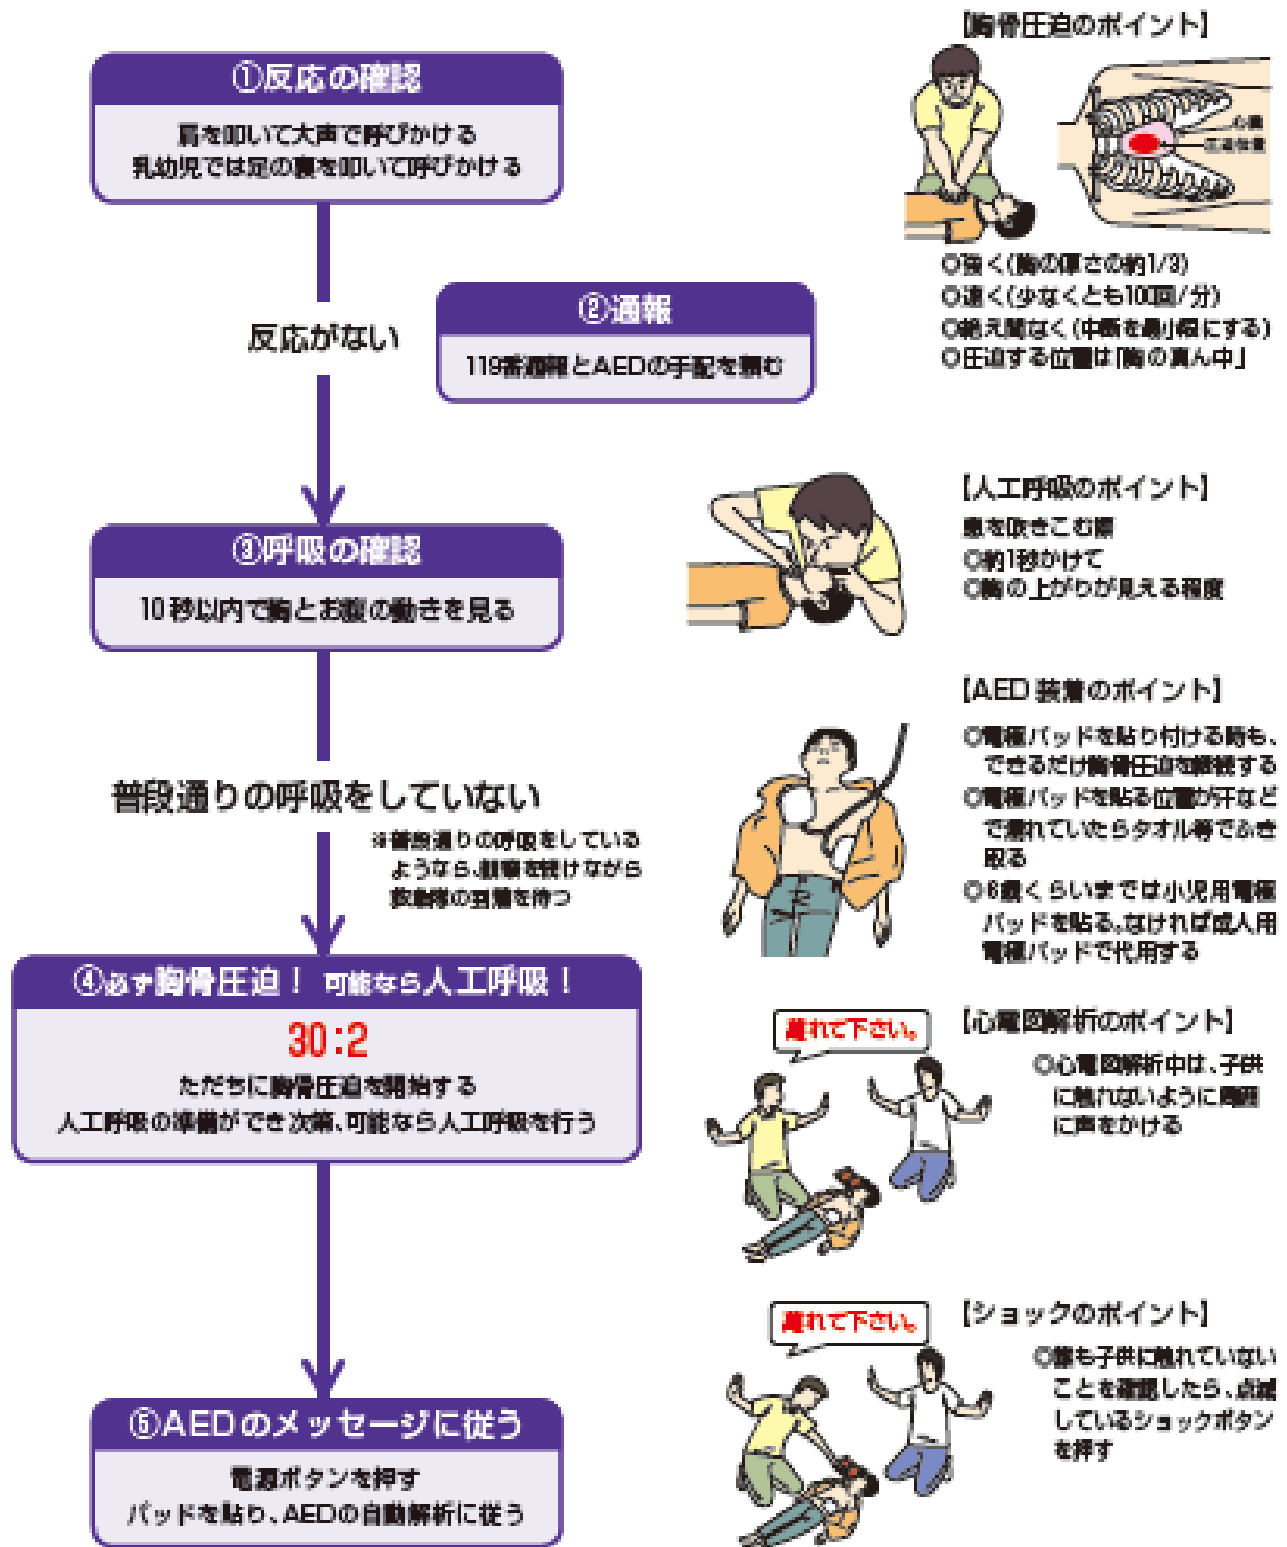 ①反応の確認
肩を叩いて大声で呼びかける
乳幼児では足の裏を叩いて呼びかける
反応がない
②通報
119番通報とAEDの手配を頼む
③呼吸の確認
10秒以内で胸とお腹の動きを見る
普段通りの呼吸をしていない
※普段通りの呼吸をしている
ようなら、観察を続けながら
救急隊の到着を待つ
④必ず胸骨圧迫！ 可能なら人工呼吸！
30：2
ただちに胸骨圧迫を開始する
人工呼吸の準備ができ次第、可能なら人工呼吸を行う
⑤AEDのメッセージに従う
電源ボタンを押す
パッドを貼り、AEDの自動解析に従う
【胸骨圧迫のポイント】
心臓
圧迫位置
◎強く(胸の厚さの約1/3)
◎速く(少なくとも100回/分)
◎絶え間なく(中断を最小限にする)
◎圧迫する位置は「胸の真ん中」
【人工呼吸のポイント】
息を吹きこむ際
◎約1秒かけて
◎胸の上がりが見える程度
【AED 装着のポイント】
◎電極パッドを貼り付ける時も、
できるだけ胸骨圧迫を継続する
◎電極パッドを貼る位置が汗など
で濡れていたらタオル等でふき
取る
◎6歳くらいまでは小児用電極
パッドを貼る。なければ成人用
電極パッドで代用する
離れて下さい。
【心電図解析のポイント】
◎心電図解析中は、子供
に触れないように周囲
に声をかける
離れて下さい。
【ショックのポイント】
◎誰も子供に触れていない
ことを確認したら、点滅
しているショックボタン
を押す